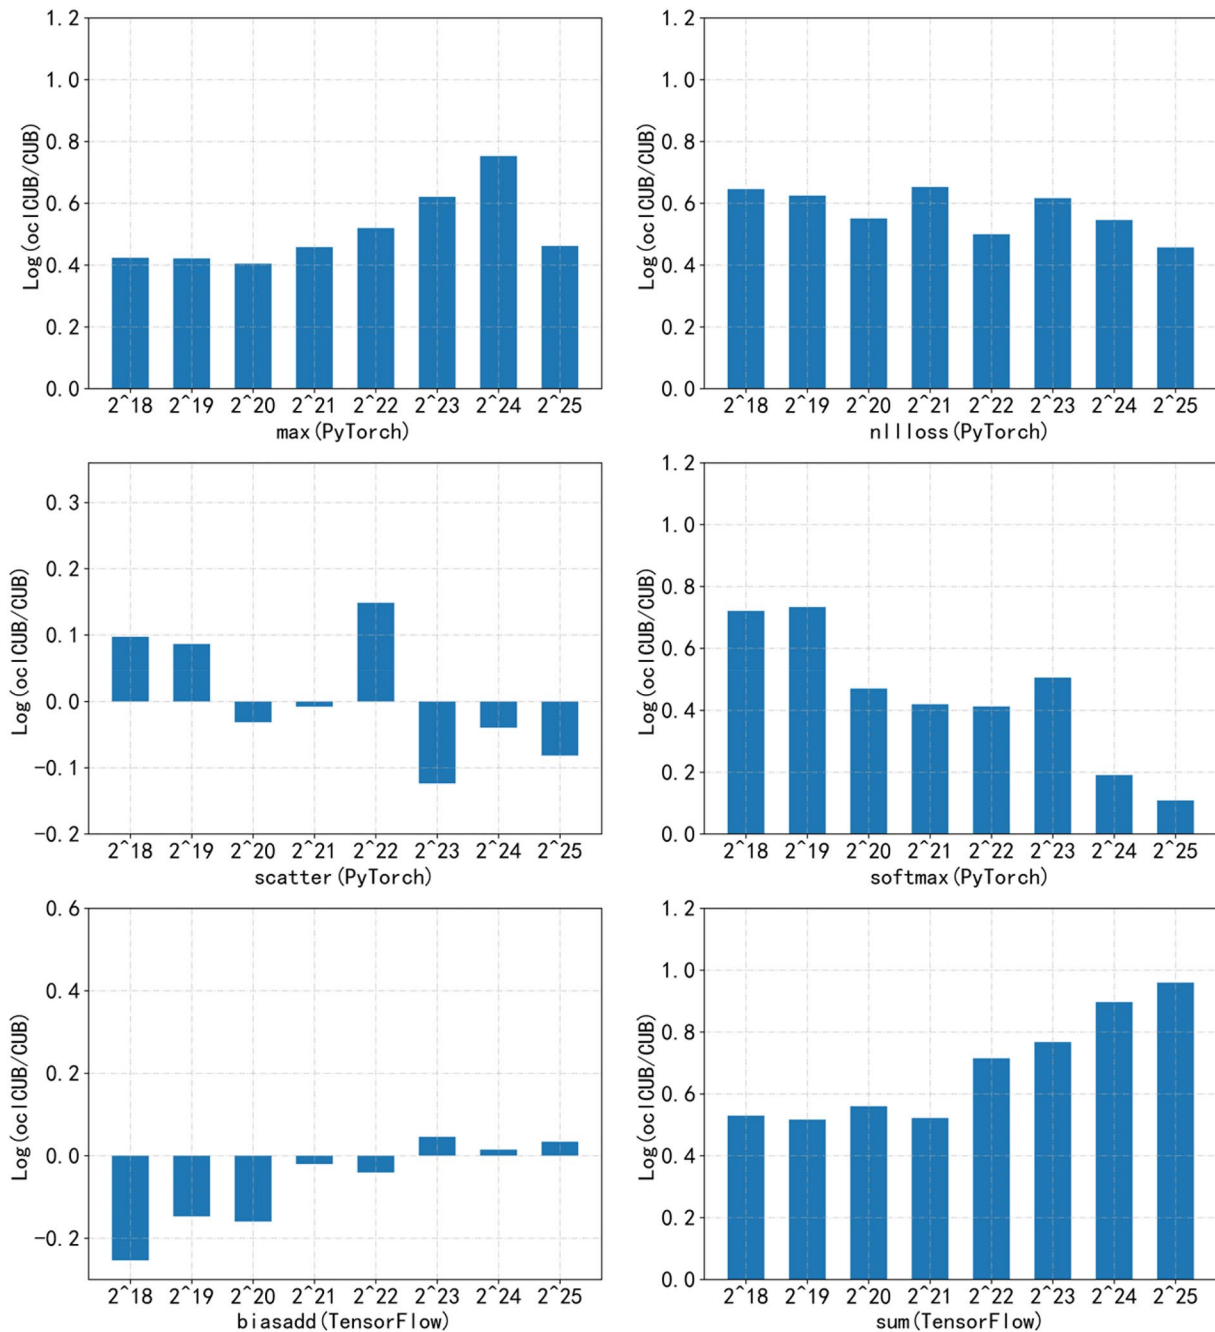 1.2
1.0
0.8
0.6
0.4
0.2
0.0
Log(oclCUB/CUB)
2^18 2^19 2^20 2^21 2^22 2^23 2^24 2^25
max(PyTorch)
1.2
1.0
0.8
0.6
0.4
0.2
0.0
Log(oclCUB/CUB)
2^18 2^19 2^20 2^21 2^22 2^23 2^24 2^25
nllloss(PyTorch)
0.3
0.2
0.1
0.0
-0.1
-0.2
Log(oclCUB/CUB)
2^18 2^19 2^20 2^21 2^22 2^23 2^24 2^25
scatter(PyTorch)
1.2
1.0
0.8
0.6
0.4
0.2
0.0
Log(oclCUB/CUB)
2^18 2^19 2^20 2^21 2^22 2^23 2^24 2^25
softmax(PyTorch)
0.6
0.4
0.2
0.0
-0.2
Log(oclCUB/CUB)
2^18 2^19 2^20 2^21 2^22 2^23 2^24 2^25
biasadd(TensorFlow)
1.2
1.0
0.8
0.6
0.4
0.2
0.0
Log(oclCUB/CUB)
2^18 2^19 2^20 2^21 2^22 2^23 2^24 2^25
sum(TensorFlow)